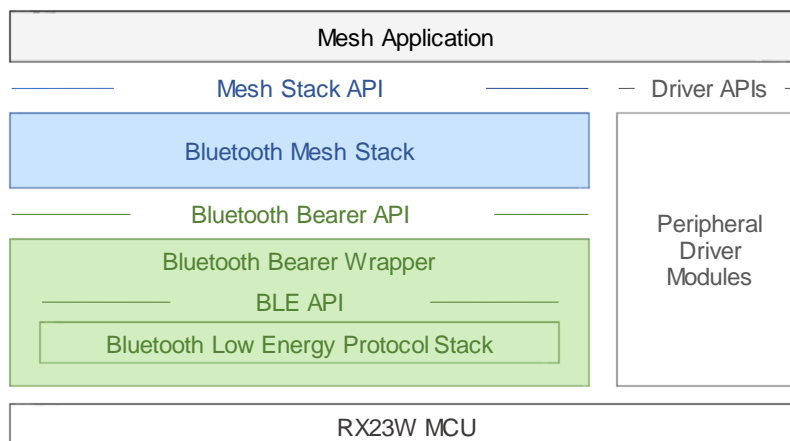 Mesh Application
Mesh Stack API
Driver APIs
Bluetooth Mesh Stack
Bluetooth Bearer API
Peripheral
Driver
Modules
Bluetooth Bearer Wrapper
BLE API
Bluetooth Low Energy Protocol Stack
RX23W MCU